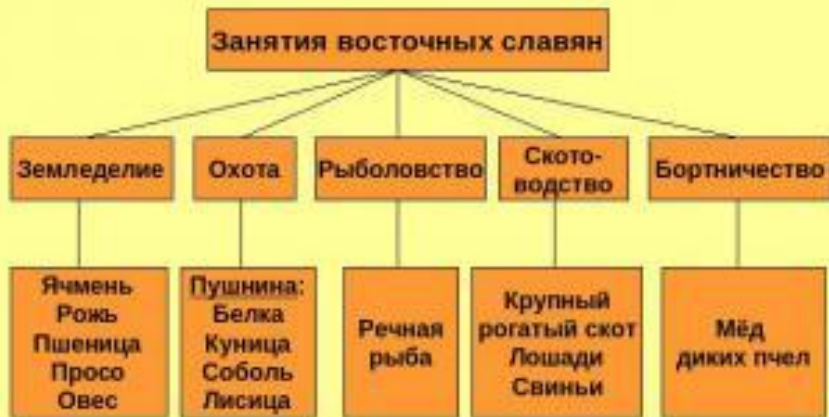 Занятия восточных славян
Земледелие
Охота
Рыболовство
Ското-
водство
Бортничество
Ячмень
Рожь
Пшеница
Просо
Овес
Пушнина:
Белка
Куница
Соболь
Лисица
Речная
рыба
Крупный
рогатый скот
Лошади
Свиньи
Мёд
диких пчел